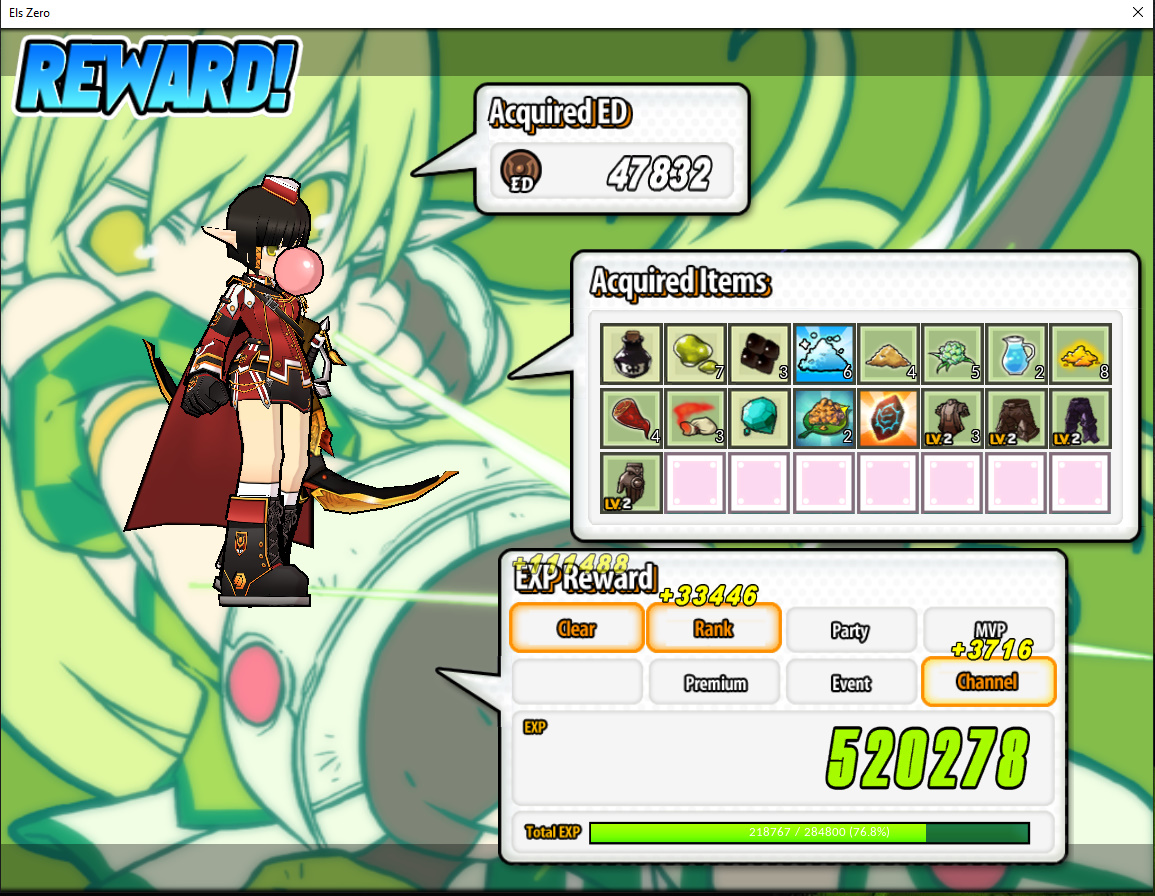 Els Zero
REWARD!
Acquired ED
ED
47832
Acquired Items
7
3
6
4
5
2
8
4
3
2
LV.2
3
LV.2
LV.2
LV.2
+111488
EXP Reward
+33446
Clear
Rank
Party
MVP
+3716
Premium
Event
Channel
EXP
520278
Total EXP
218767 / 284800 (76.8%)